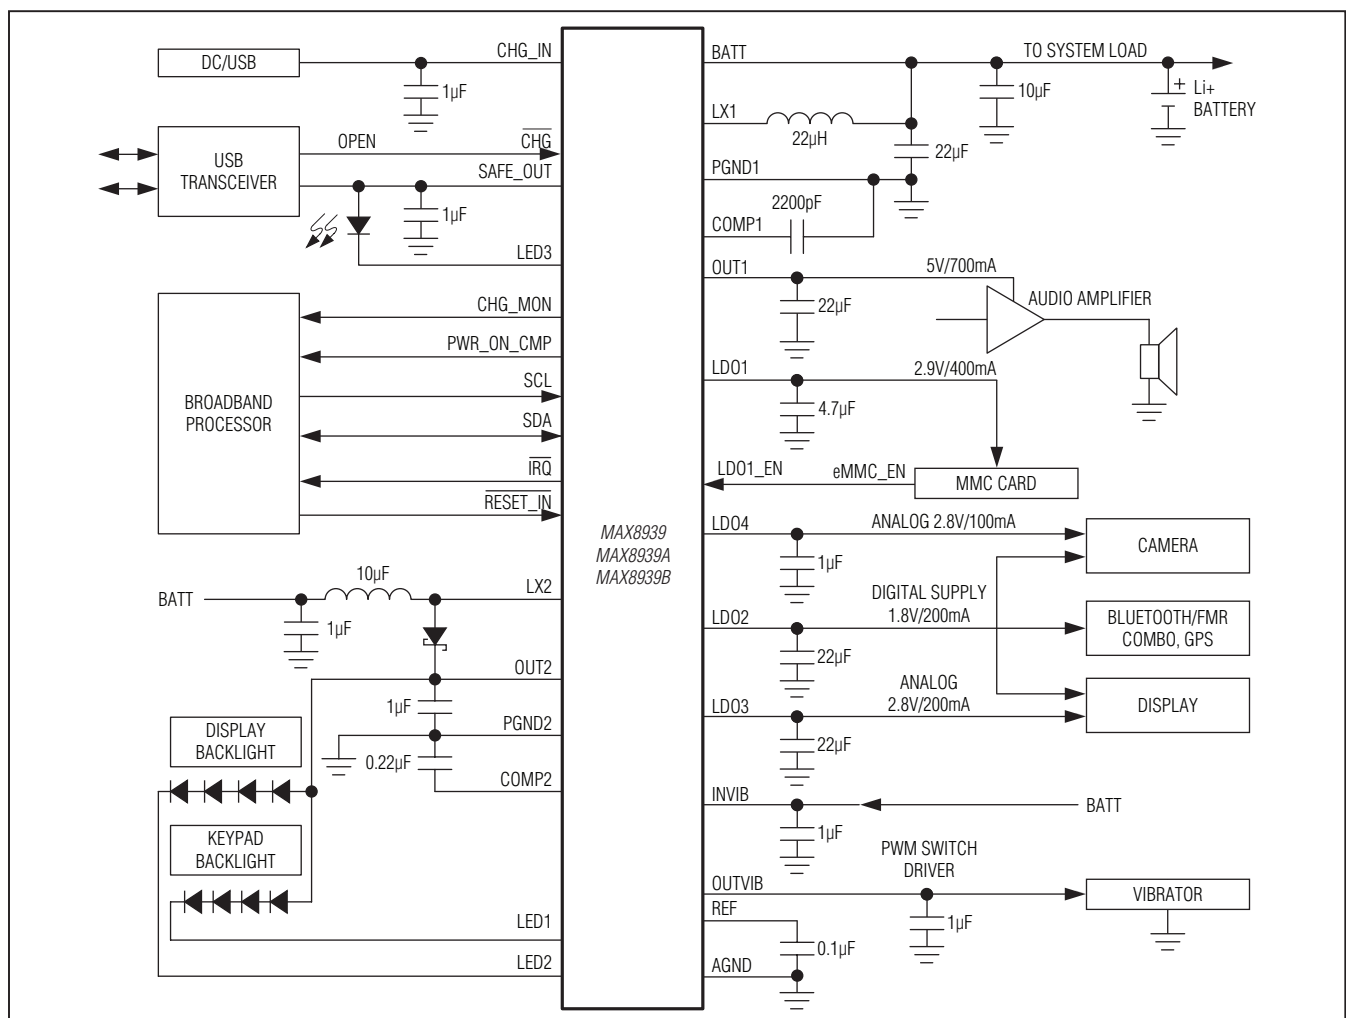 DC/USB
CHG_IN
1µF
USB
TRANSCEIVER
OPEN
CHG
SAFE_OUT
1µF
LED3
BROADBAND
PROCESSOR
CHG_MON
PWR_ON_CMP
SCL
SDA
IRQ
RESET_IN
BATT
10µF
LX2
1µF
OUT2
1µF
PGND2
0.22µF
COMP2
DISPLAY
BACKLIGHT
KEYPAD
BACKLIGHT
LED1
LED2
MAX8939
MAX8939A
MAX8939B
BATT
TO SYSTEM LOAD
10µF
+
Li+
BATTERY
LX1
22µH
22µF
PGND1
2200pF
COMP1
OUT1
5V/700mA
22µF
AUDIO AMPLIFIER
LDO1
2.9V/400mA
4.7µF
LDO1_EN
eMMC_EN
MMC CARD
LDO4
ANALOG 2.8V/100mA
1µF
CAMERA
LDO2
DIGITAL SUPPLY
1.8V/200mA
22µF
BLUETOOTH/FMR
COMBO, GPS
LDO3
ANALOG
2.8V/200mA
22µF
DISPLAY
INVIB
BATT
1µF
OUTVIB
PWM SWITCH
DRIVER
1µF
VIBRATOR
REF
0.1µF
AGND